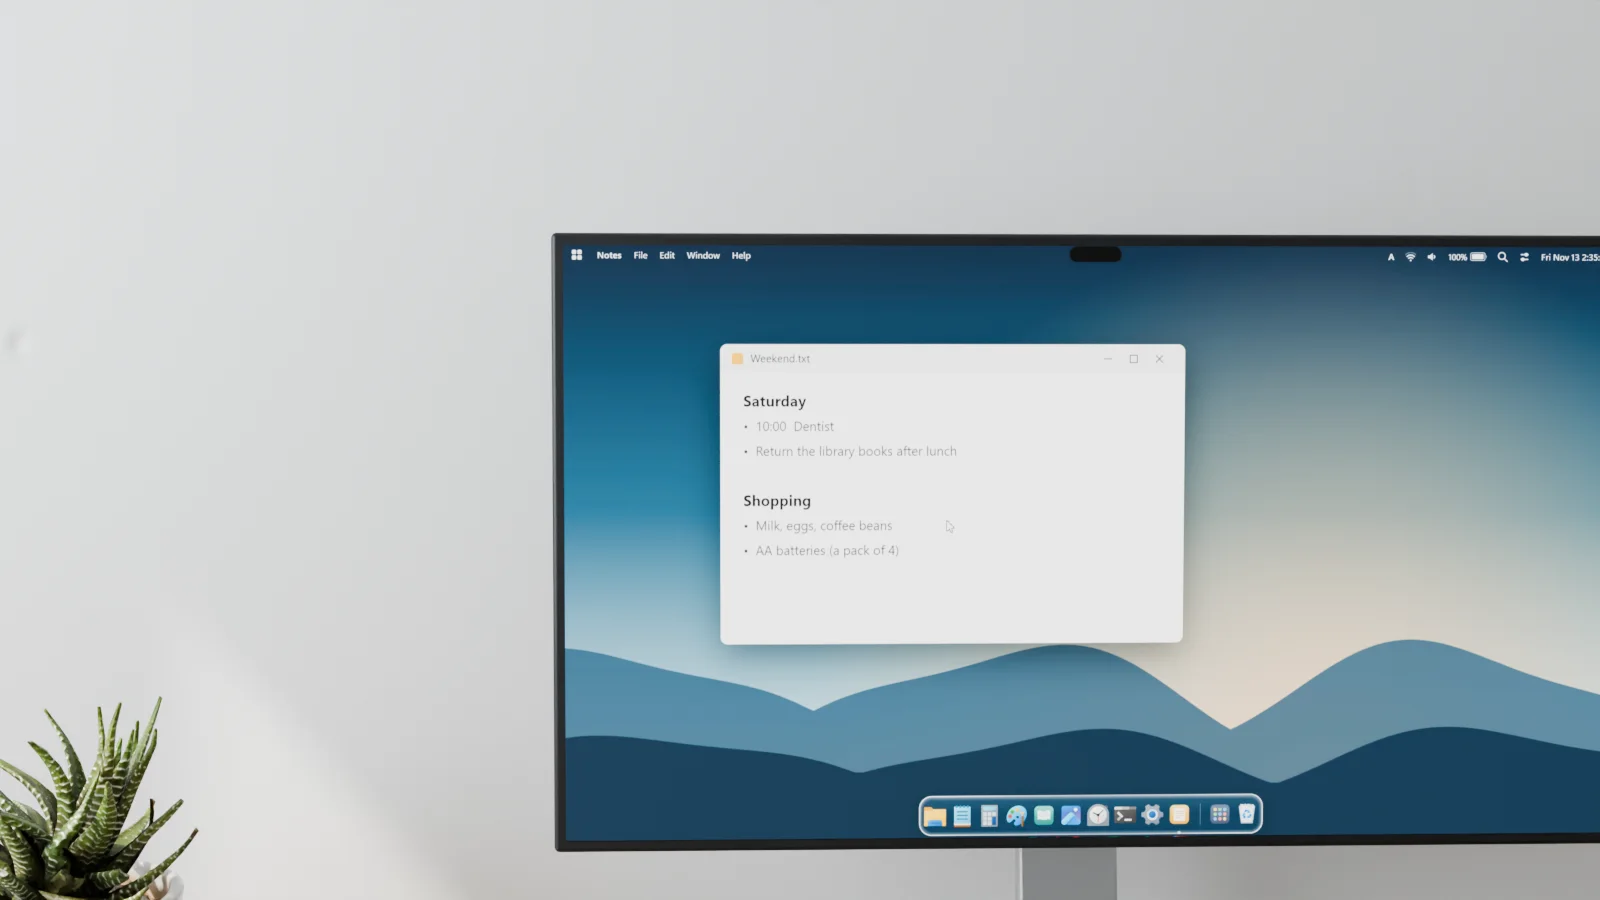 Notes File Edit Window Help
A 100% Fri Nov 13 2:35:
Weekend.txt
Saturday
• 10:00 Dentist
• Return the library books after lunch
Shopping
• Milk, eggs, coffee beans
• AA batteries (a pack of 4)